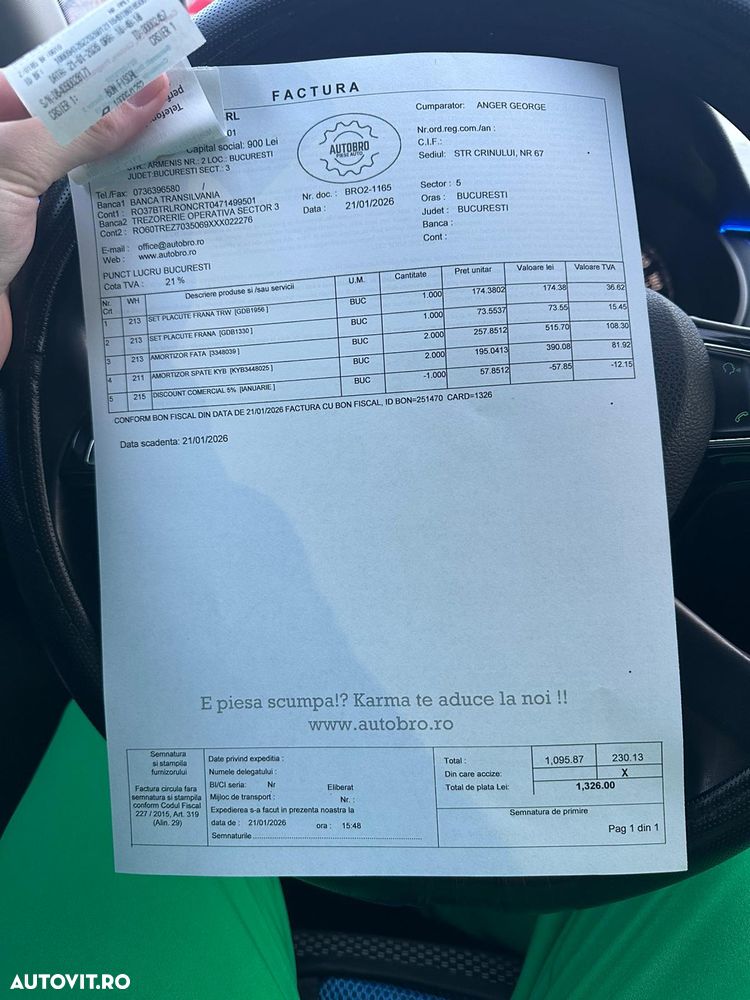 FACTURA
RL
01
Capital social: 900 Lei
STR.: ARMENIS NR.: 2 LOC.: BUCURESTI
JUDET:BUCURESTI SECT : 3
Tel./Fax: 0736396580 /
Banca1 BANCA TRANSILVANIA
Cont1 : RO37BTRLRONCRT0471499501
Banca2 TREZORERIE OPERATIVA SECTOR 3
Cont2 : RO60TREZ7035069XXX022276
E-mail : office@autobro.ro
Web : www.autobro.ro
PUNCT LUCRU BUCURESTI
Cota TVA : 21 %
AUTOBRO
PIESE AUTO
Nr. doc. : BRO2-1165
Data : 21/01/2026
Cumparator: ANGER GEORGE
Nr.ord.reg.com./an :
C.I.F.:
Sediul: STR CRINULUI, NR 67
Sector : 5
Oras : BUCURESTI
Judet : BUCURESTI
Banca :
Cont :
Nr. Crt WH Descriere produse si /sau servicii U.M. Cantitate Pret unitar Valoare lei Valoare TVA
1 213 SET PLACUTE FRANA TRW [GDB1956 ] BUC 1.000 174.3802 174.38 36.62
2 213 SET PLACUTE FRANA [GDB1330 ] BUC 1.000 73.5537 73.55 15.45
3 213 AMORTIZOR FATA [3348039 ] BUC 2.000 257.8512 515.70 108.30
4 211 AMORTIZOR SPATE KYB [KYB3448025 ] BUC 2.000 195.0413 390.08 81.92
5 215 DISCOUNT COMERCIAL 5% [IANUARIE ] BUC -1.000 57.8512 -57.85 -12.15
CONFORM BON FISCAL DIN DATA DE 21/01/2026 FACTURA CU BON FISCAL, ID BON=251470 CARD=1326
Data scadenta: 21/01/2026
E piesa scumpa!? Karma te aduce la noi !!
www.autobro.ro
Semnatura
si stampila
furnizorului
Factura circula fara
semnatura si stampila
conform Codul Fiscal
227 / 2015, Art. 319
(Alin. 29)
Date privind expeditia :
Numele delegatului :
BI/CI seria: Nr Eliberat
Mijloc de transport : Nr. :
Expedierea s-a facut in prezenta noastra la
data de : 21/01/2026 ora : 15:48
Semnaturile
Total : 1,095.87 230.13
Din care accize: X
Total de plata Lei: 1,326.00
Semnatura de primire
Pag 1 din 1
AUTOVIT.RO